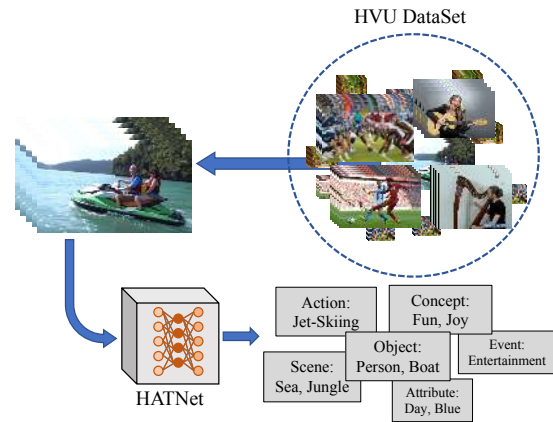 HVU DataSet
HATNet
Action:
Jet-Skiing
Concept:
Fun, Joy
Object:
Person, Boat
Event:
Entertainment
Scene:
Sea, Jungle
Attribute:
Day, Blue